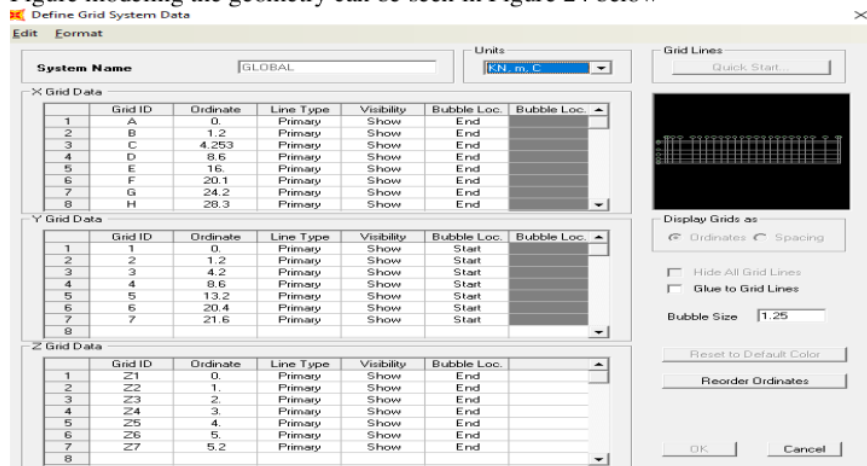 Figure modeling the geometry can be seen in Figure 24 below
Define Grid System Data
Edit Format
System Name GLOBAL
Units
KN, m, C
Grid Lines
Quick Start...
X Grid Data
Grid ID Ordinate Line Type Visibility Bubble Loc. Bubble Loc.
1 A 0. Primary Show End
2 B 1.2 Primary Show End
3 C 4.253 Primary Show End
4 D 8.6 Primary Show End
5 E 16. Primary Show End
6 F 20.1 Primary Show End
7 G 24.2 Primary Show End
8 H 28.3 Primary Show End
Y Grid Data
Grid ID Ordinate Line Type Visibility Bubble Loc. Bubble Loc.
1 1 0. Primary Show Start
2 2 1.2 Primary Show Start
3 3 4.2 Primary Show Start
4 4 8.6 Primary Show Start
5 5 13.2 Primary Show Start
6 6 20.4 Primary Show Start
7 7 21.6 Primary Show Start
8
Z Grid Data
Grid ID Ordinate Line Type Visibility Bubble Loc.
1 Z1 0. Primary Show End
2 Z2 1. Primary Show End
3 Z3 2. Primary Show End
4 Z4 3. Primary Show End
5 Z5 4. Primary Show End
6 Z6 5. Primary Show End
7 Z7 5.2 Primary Show End
8
Display Grids as
Ordinates Spacing
Hide All Grid Lines
Glue to Grid Lines
Bubble Size 1.25
Reset to Default Color
Reorder Ordinates
OK Cancel